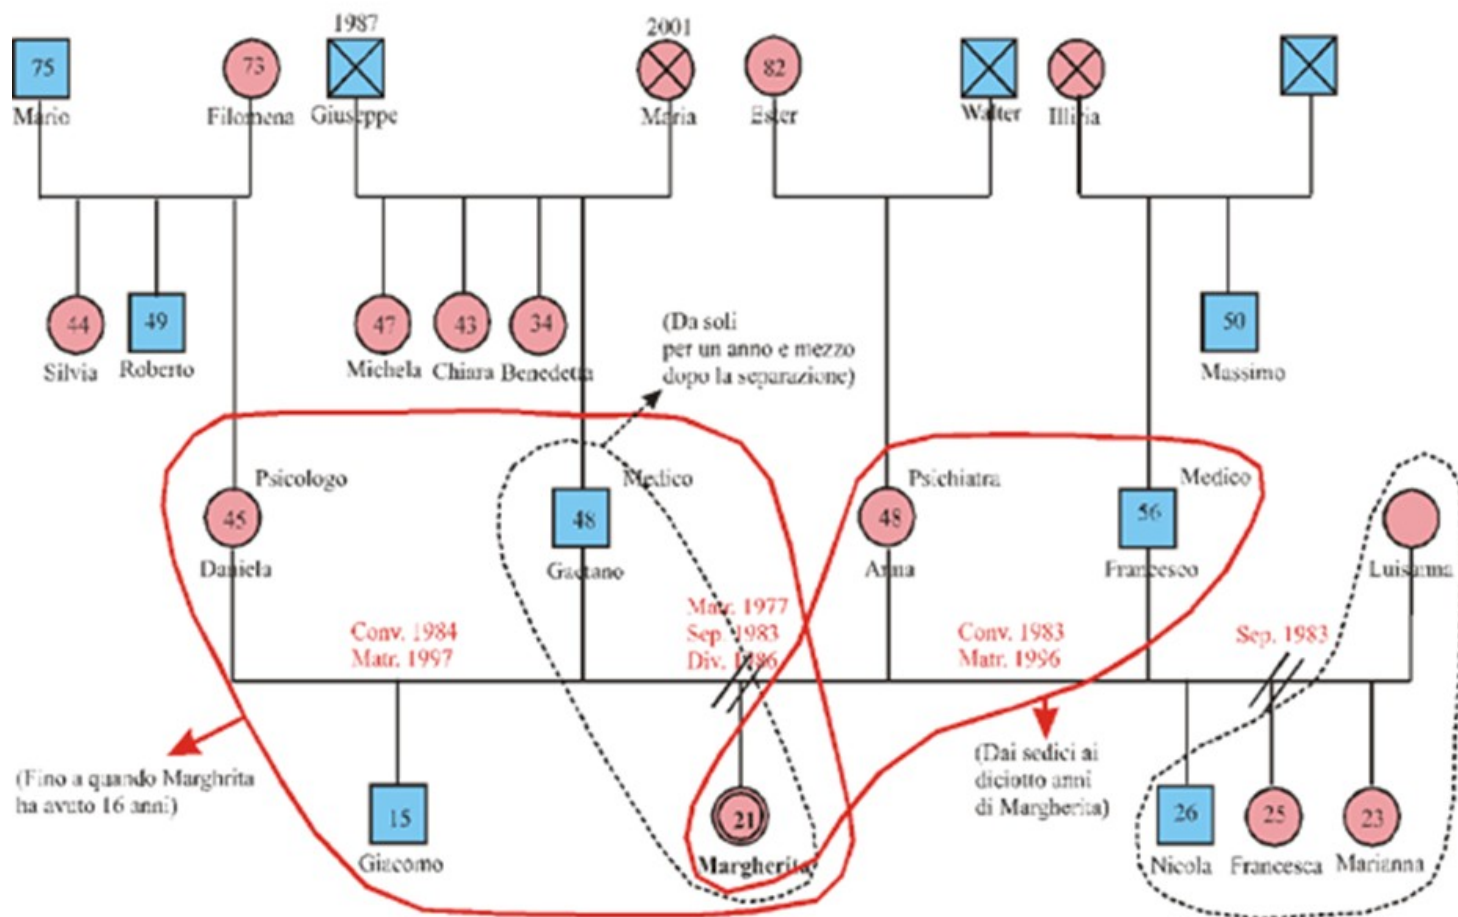 1987
2001
75
73
82
Mario
Filomena
Giuseppe
Maria
Ester
Walter
Illiria
44
49
47
43
34
50
Silvia
Roberto
Michela
Chiara
Benedetta
Massimo
(Da soli
per un anno e mezzo
dopo la separazione)
Psicologo
Medico
Psichiatra
Medico
45
48
48
56
Daniela
Gaetano
Anna
Francesco
Luisanna
Conv. 1984
Matr. 1997
Matr. 1977
Sep. 1983
Div. 1986
Conv. 1983
Matr. 1996
Sep. 1983
(Fino a quando Marghrita
ha avuto 16 anni)
(Dai sedici ai
diciotto anni
di Margherita)
15
21
26
25
23
Giacomo
Margherita
Nicola
Francesca
Marianna